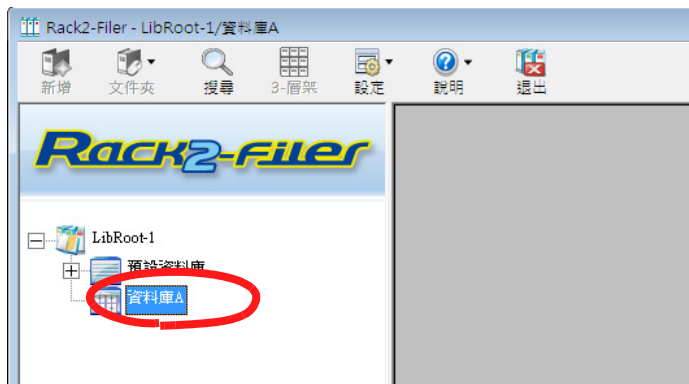 Rack2-Filer - LibRoot-1/資料庫A
新增 文件夾 搜尋 3-層架 設定 說明 退出
Rack2-Filer
LibRoot-1
預設資料庫
資料庫A